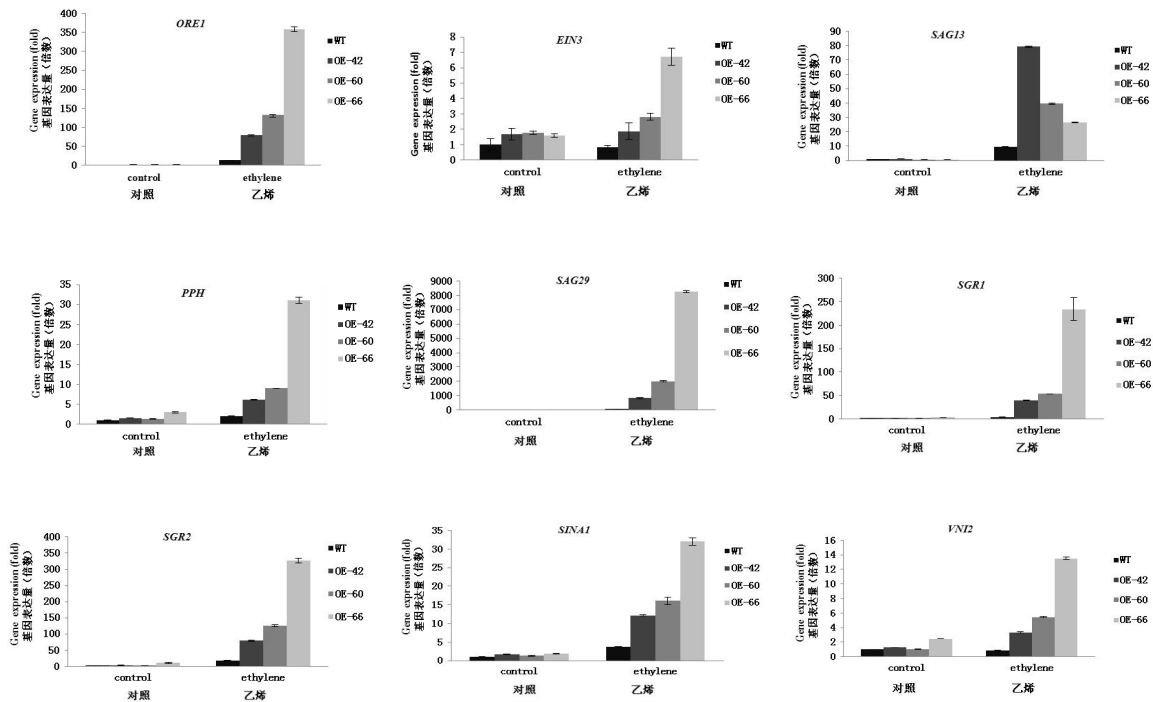 ORE1
Gene expression (fold)
基因表达量（倍数）
400
350
300
250
200
150
100
50
0
control
ethylene
对照
乙烯
WT
OE-42
OE-60
OE-66
EIN3
Gene expression (fold)
基因表达量（倍数）
8
7
6
5
4
3
2
1
0
control
ethylene
对照
乙烯
WT
OE-42
OE-60
OE-66
SAG13
Gene expression (fold)
基因表达量（倍数）
90
80
70
60
50
40
30
20
10
0
control
ethylene
对照
乙烯
WT
OE-42
OE-60
OE-66
PPH
Gene expression (fold)
基因表达量（倍数）
35
30
25
20
15
10
5
0
control
ethylene
对照
乙烯
WT
OE-42
OE-60
OE-66
SAG29
Gene expression (fold)
基因表达量（倍数）
9000
8000
7000
6000
5000
4000
3000
2000
1000
0
control
ethylene
对照
乙烯
WT
OE-42
OE-60
OE-66
SGR1
Gene expression (fold)
基因表达量（倍数）
300
250
200
150
100
50
0
control
ethylene
对照
乙烯
WT
OE-42
OE-60
OE-66
SGR2
Gene expression (fold)
基因表达量（倍数）
400
350
300
250
200
150
100
50
0
control
ethylene
对照
乙烯
WT
OE-42
OE-60
OE-66
SINA1
Gene expression (fold)
基因表达量（倍数）
35
30
25
20
15
10
5
0
control
ethylene
对照
乙烯
WT
OE-42
OE-60
OE-66
VNI2
Gene expression (fold)
基因表达量（倍数）
16
14
12
10
8
6
4
2
0
control
ethylene
对照
乙烯
WT
OE-42
OE-60
OE-66